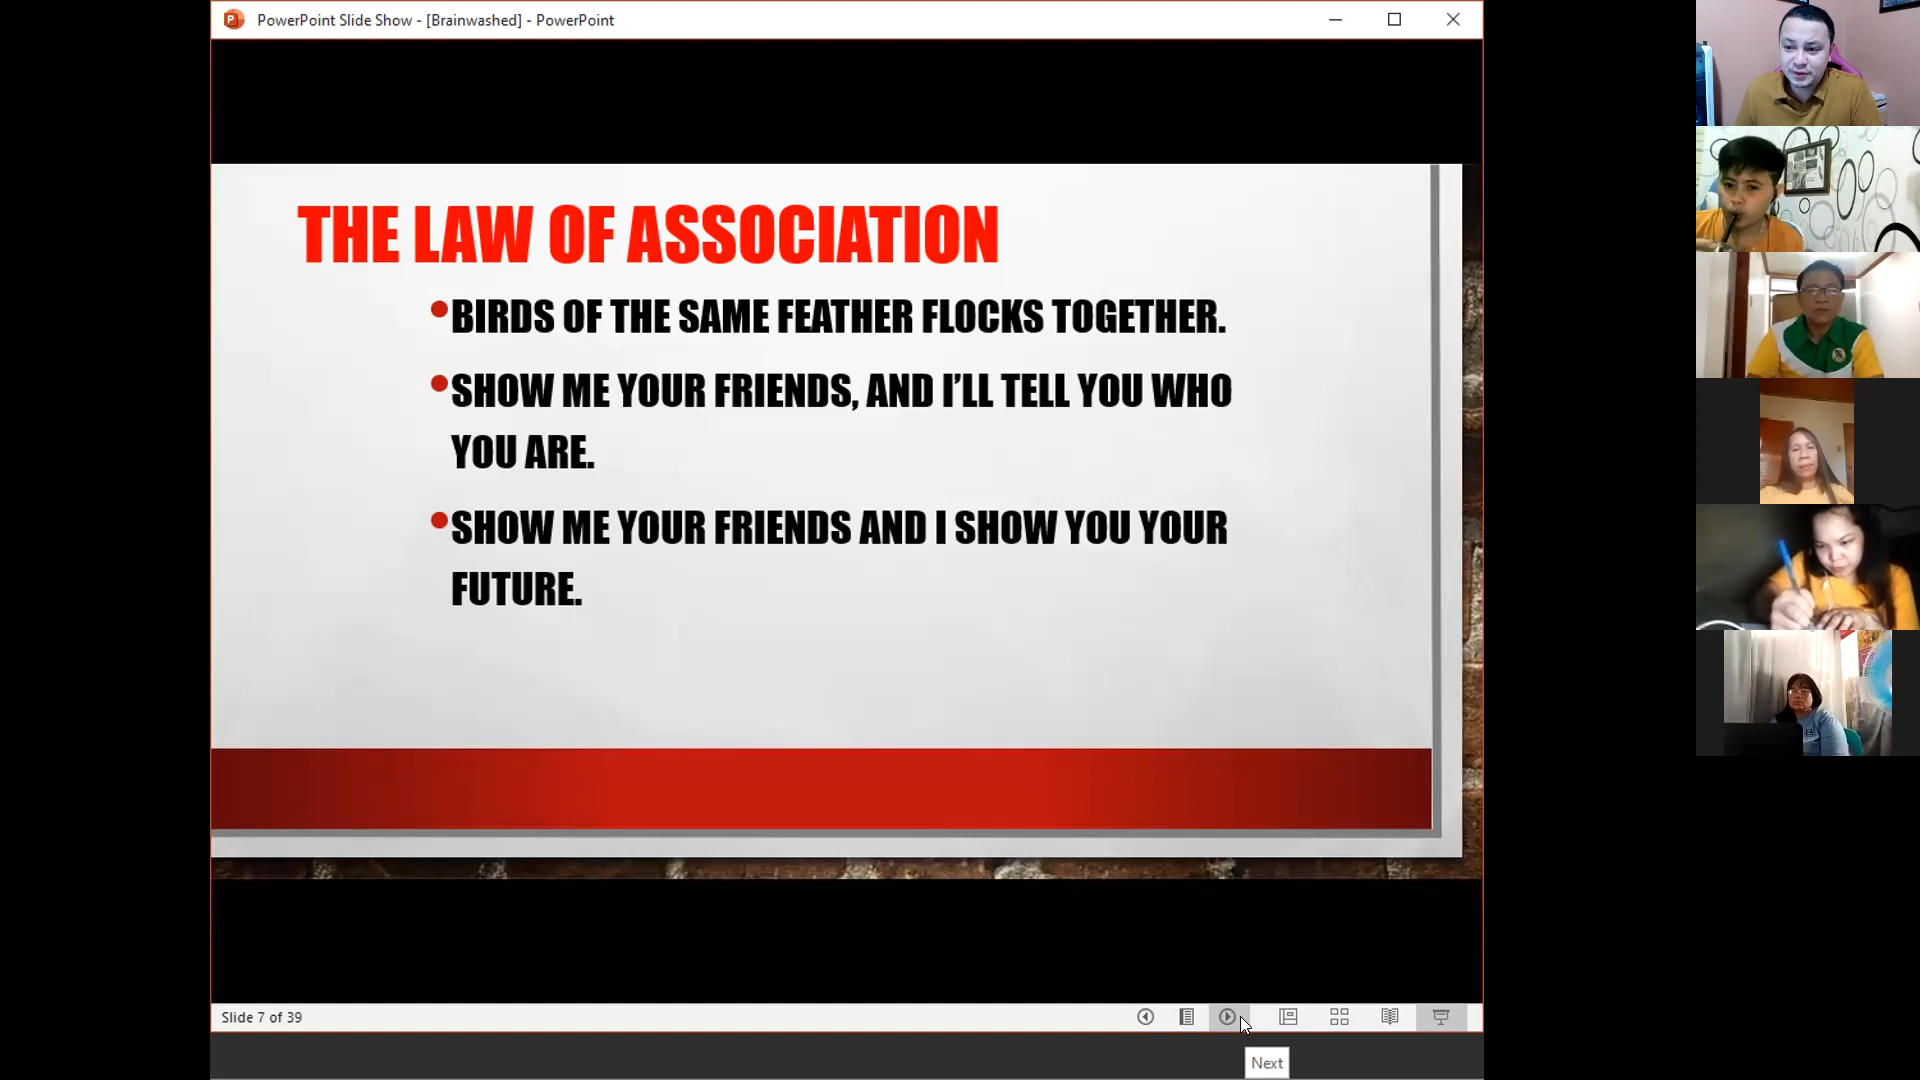 PowerPoint Slide Show - [Brainwashed] - PowerPoint
THE LAW OF ASSOCIATION
•BIRDS OF THE SAME FEATHER FLOCKS TOGETHER.
•SHOW ME YOUR FRIENDS, AND I’LL TELL YOU WHO
YOU ARE.
•SHOW ME YOUR FRIENDS AND I SHOW YOU YOUR
FUTURE.
Slide 7 of 39
Next